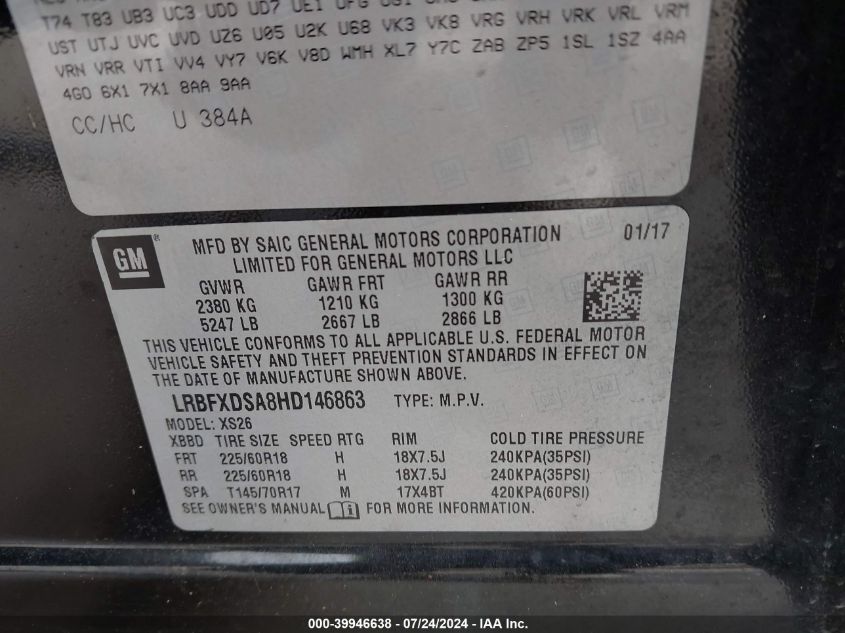 T74 T83 UB3 UC3 UDD UD7 UE1 UFG UG1
UST UTJ UVC UVD UZ6 U05 U2K U68 VK3 VK8 VRG VRH VRK VRL VRM
VRN VRR VTI VV4 VY7 V6K V8D WMH XL7 Y7C ZAB ZP5 1SL 1SZ 4AA
4G0 6X1 7X1 8AA 9AA
CC/HC U 384A
GM ® MFD BY SAIC GENERAL MOTORS CORPORATION 01/17
LIMITED FOR GENERAL MOTORS LLC
GVWR GAWR FRT GAWR RR
2380 KG 1210 KG 1300 KG
5247 LB 2667 LB 2866 LB
THIS VEHICLE CONFORMS TO ALL APPLICABLE U.S. FEDERAL MOTOR
VEHICLE SAFETY AND THEFT PREVENTION STANDARDS IN EFFECT ON
THE DATE OF MANUFACTURE SHOWN ABOVE.
LRBFXDSA8HD146863 TYPE: M.P.V.
MODEL: XS26
XBBD TIRE SIZE SPEED RTG RIM COLD TIRE PRESSURE
FRT 225/60R18 H 18X7.5J 240KPA(35PSI)
RR 225/60R18 H 18X7.5J 240KPA(35PSI)
SPA T145/70R17 M 17X4BT 420KPA(60PSI)
SEE OWNER'S MANUAL FOR MORE INFORMATION.
000-39946638 - 07/24/2024 - IAA Inc.